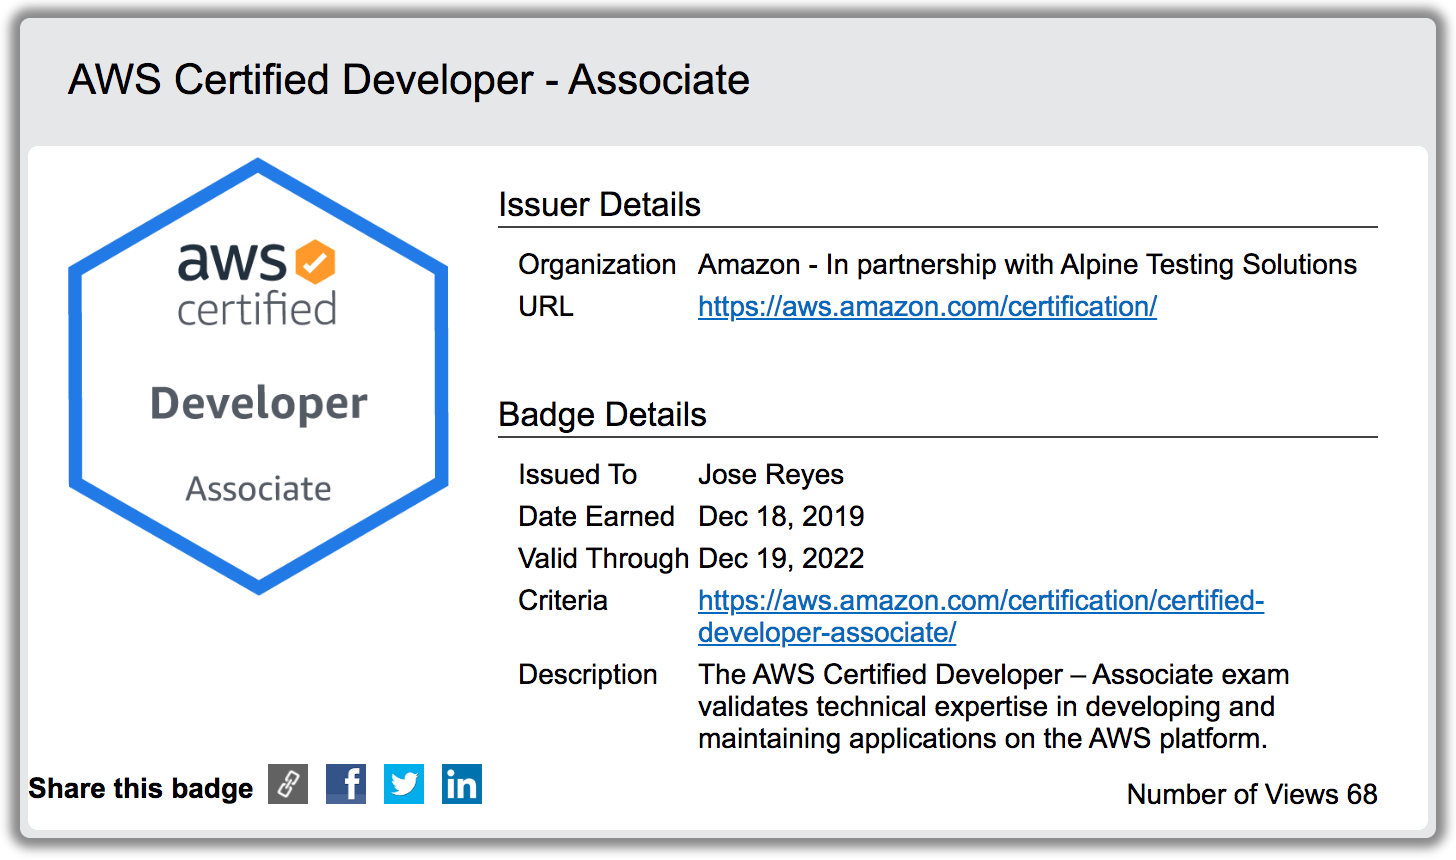 AWS Certified Developer - Associate
aws
certified
Developer
Associate
Issuer Details
Organization Amazon - In partnership with Alpine Testing Solutions
URL https://aws.amazon.com/certification/
Badge Details
Issued To Jose Reyes
Date Earned Dec 18, 2019
Valid Through Dec 19, 2022
Criteria https://aws.amazon.com/certification/certified-
developer-associate/
Description The AWS Certified Developer – Associate exam
validates technical expertise in developing and
maintaining applications on the AWS platform.
Share this badge f in
Number of Views 68